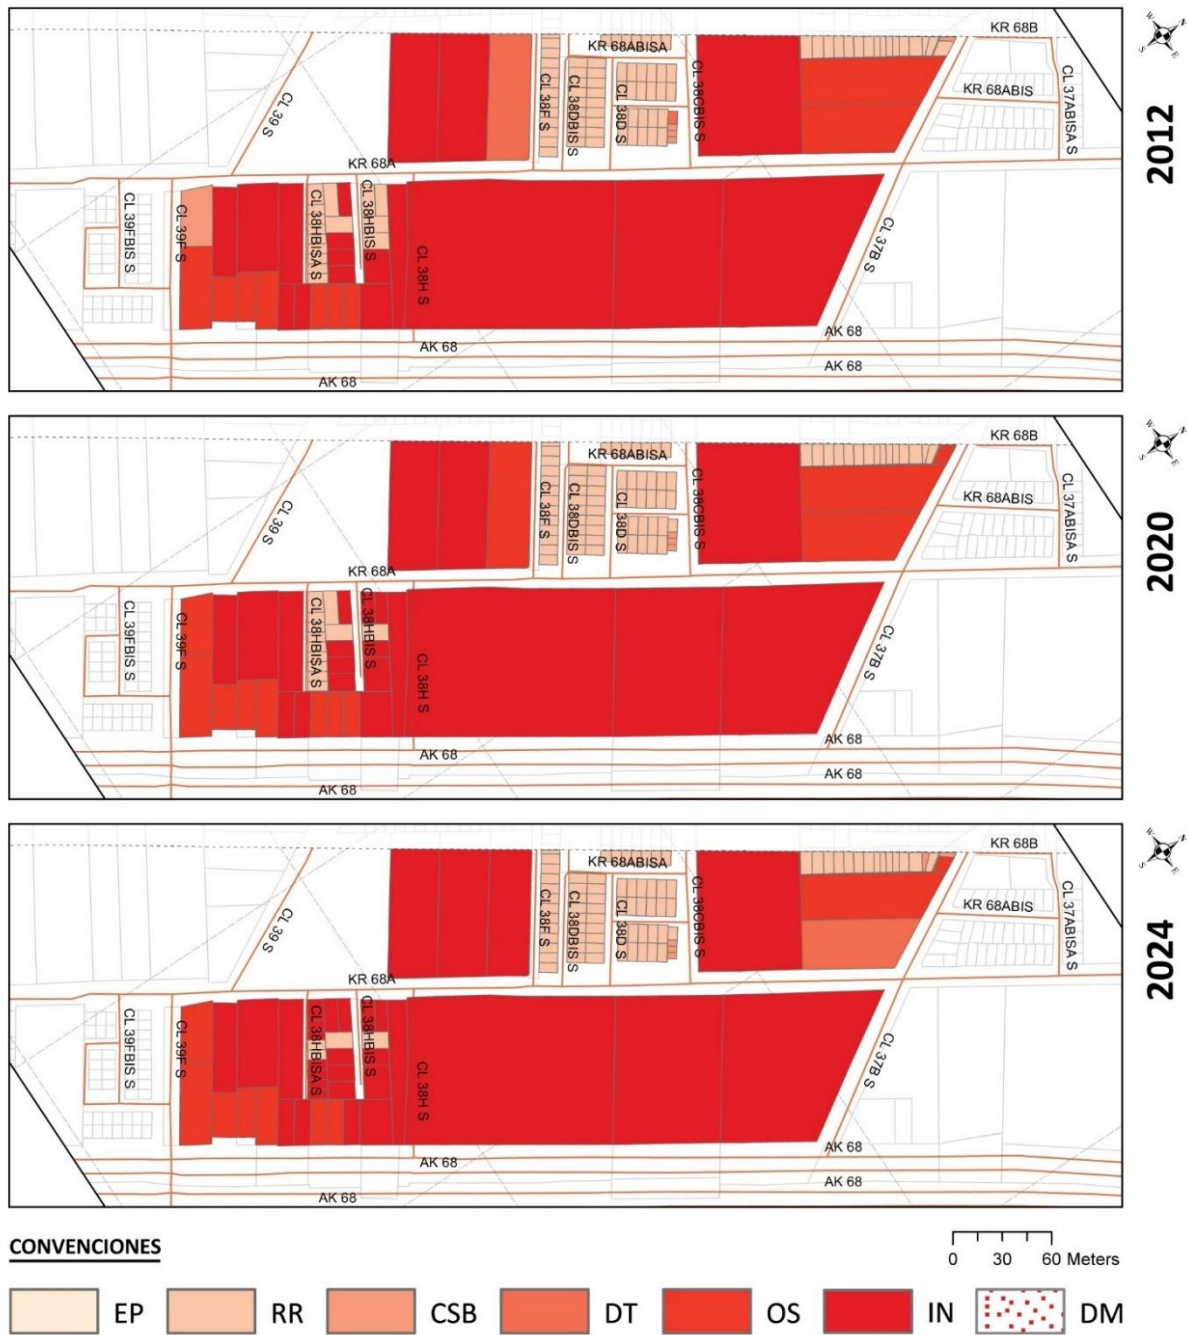 KR 68B
W
N
S
E
KR 68ABISA
CL 39 S
CL 38F S
CL 38DBIS S
CL 38D S
CL 38CBIS S
KR 68ABIS
CL 37ABISA S
2012
KR 68A
CL 39FBIS S
CL 39F S
CL 38HBISA S
CL 38HBIS S
CL 38H S
CL 37B S
AK 68
AK 68
AK 68
AK 68
KR 68B
W
N
S
E
KR 68ABISA
CL 39 S
CL 38F S
CL 38DBIS S
CL 38D S
CL 38CBIS S
KR 68ABIS
CL 37ABISA S
2020
KR 68A
CL 39FBIS S
CL 39F S
CL 38HBISA S
CL 38HBIS S
CL 38H S
CL 37B S
AK 68
AK 68
AK 68
AK 68
KR 68B
W
N
S
E
KR 68ABISA
CL 39 S
CL 38F S
CL 38DBIS S
CL 38D S
CL 38CBIS S
KR 68ABIS
CL 37ABISA S
2024
KR 68A
CL 39FBIS S
CL 39F S
CL 38HBISA S
CL 38HBIS S
CL 38H S
CL 37B S
AK 68
AK 68
AK 68
AK 68
CONVENCIONES
0 30 60 Meters
EP RR CSB DT OS IN DM